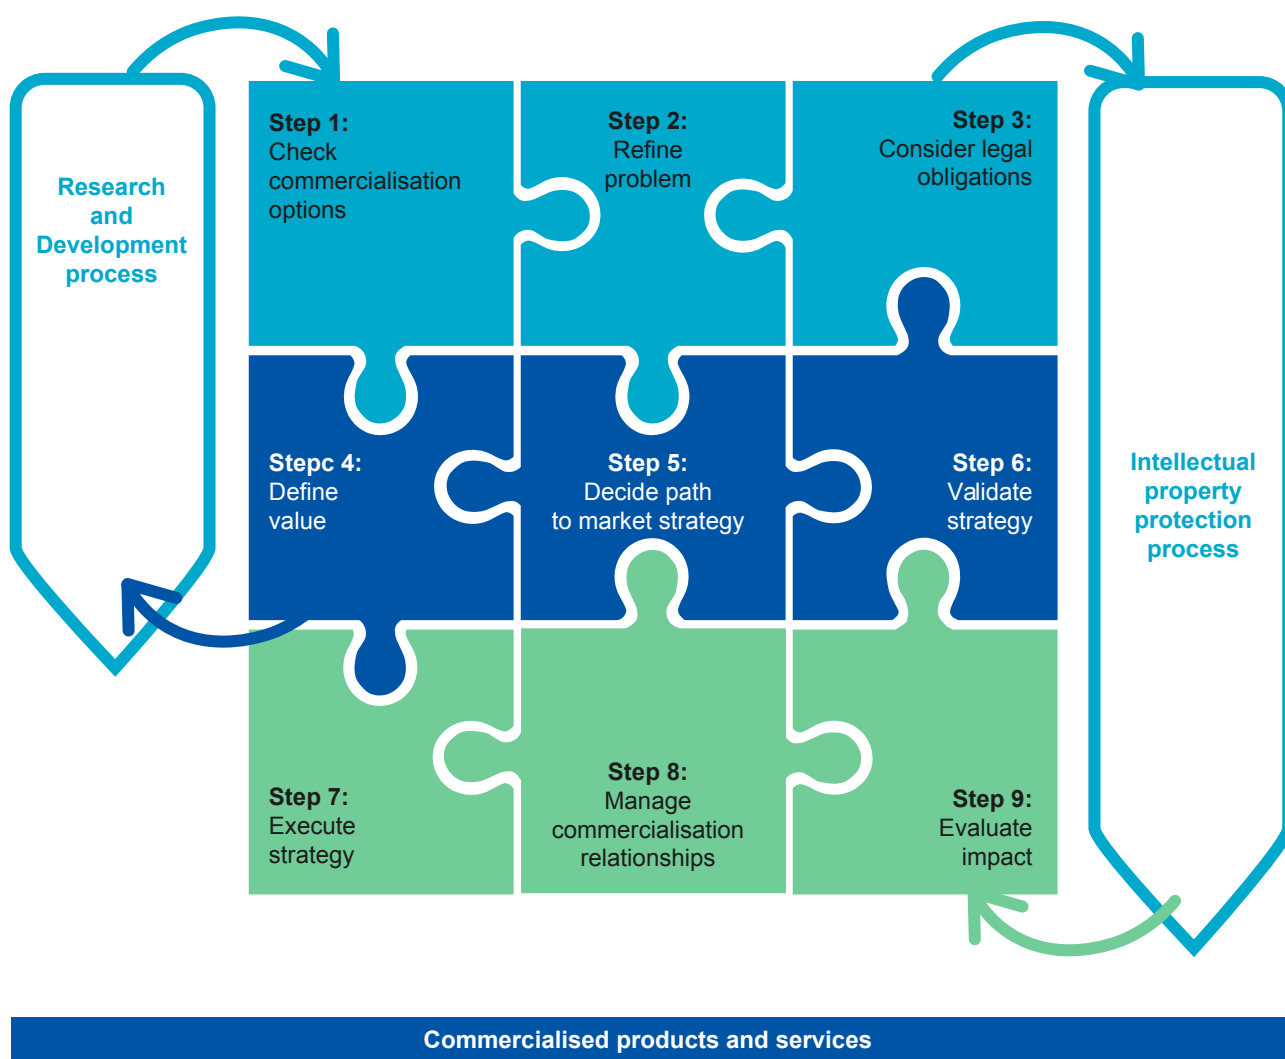 Research
and
Development
process
Step 1:
Check
commercialisation
options
Step 2:
Refine
problem
Step 3:
Consider legal
obligations
Stepc 4:
Define
value
Step 5:
Decide path
to market strategy
Step 6:
Validate
strategy
Intellectual
property
protection
process
Step 7:
Execute
strategy
Step 8:
Manage
commercialisation
relationships
Step 9:
Evaluate
impact
Commercialised products and services